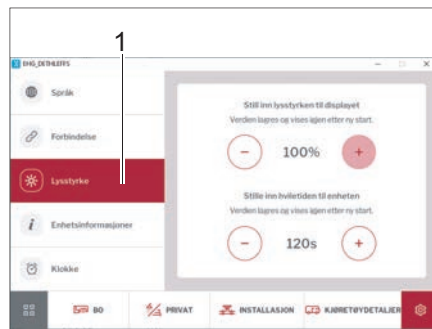 1
EHG_DETHLEFFS
Språk
Forbindelse
Lysstyrke
Enhetsinformasjoner
Klokke
Still inn lysstyrken til displayet
Verdien lagres og vises igjen etter ny start.
- 100% +
Stille inn hviletiden til enheten
Verdien lagres og vises igjen etter ny start.
- 120s +
BO
PRIVAT
INSTALLASJON
KJØRETØYDETALJER